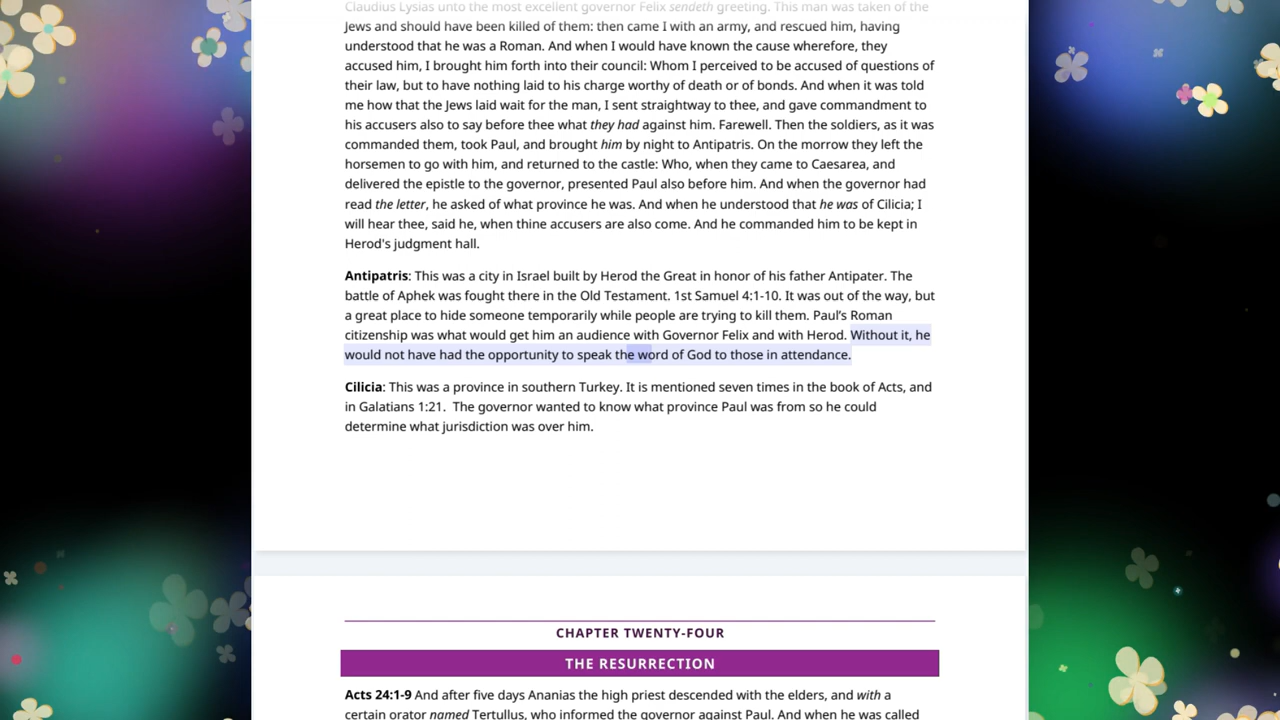 Claudius Lysias unto the most excellent governor Felix sendeth greeting. This man was taken of the
Jews and should have been killed of them: then came I with an army, and rescued him, having
understood that he was a Roman. And when I would have known the cause wherefore, they
accused him, I brought him forth into their council: Whom I perceived to be accused of questions of
their law, but to have nothing laid to his charge worthy of death or of bonds. And when it was told
me how that the Jews laid wait for the man, I sent straightway to thee, and gave commandment to
his accusers also to say before thee what they had against him. Farewell. Then the soldiers, as it was
commanded them, took Paul, and brought him by night to Antipatris. On the morrow they left the
horsemen to go with him, and returned to the castle: Who, when they came to Caesarea, and
delivered the epistle to the governor, presented Paul also before him. And when the governor had
read the letter, he asked of what province he was. And when he understood that he was of Cilicia; I
will hear thee, said he, when thine accusers are also come. And he commanded him to be kept in
Herod's judgment hall.
Antipatris: This was a city in Israel built by Herod the Great in honor of his father Antipater. The
battle of Aphek was fought there in the Old Testament. 1st Samuel 4:1-10. It was out of the way, but
a great place to hide someone temporarily while people are trying to kill them. Paul’s Roman
citizenship was what would get him an audience with Governor Felix and with Herod. Without it, he
would not have had the opportunity to speak the word of God to those in attendance.
Cilicia: This was a province in southern Turkey. It is mentioned seven times in the book of Acts, and
in Galatians 1:21. The governor wanted to know what province Paul was from so he could
determine what jurisdiction was over him.
CHAPTER TWENTY-FOUR
THE RESURRECTION
Acts 24:1-9 And after five days Ananias the high priest descended with the elders, and with a
certain orator named Tertullus, who informed the governor against Paul. And when he was called